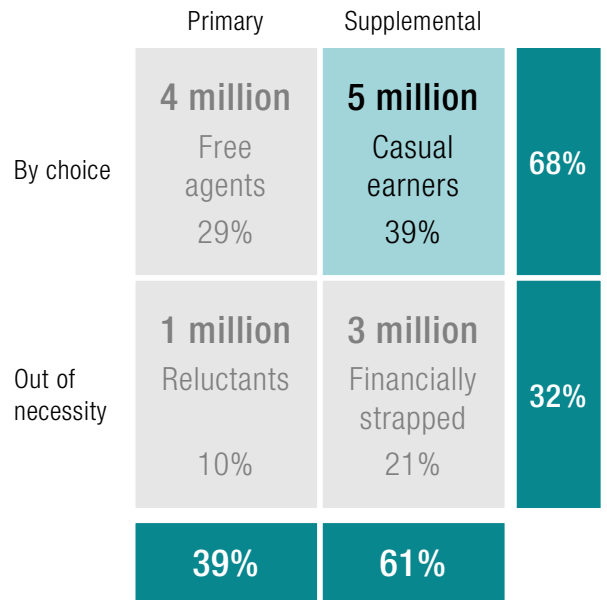 Primary
Supplemental
By choice
4 million
Free
agents
29%
5 million
Casual
earners
39%
68%
Out of
necessity
1 million
Reluctants
10%
3 million
Financially
strapped
21%
32%
39%
61%